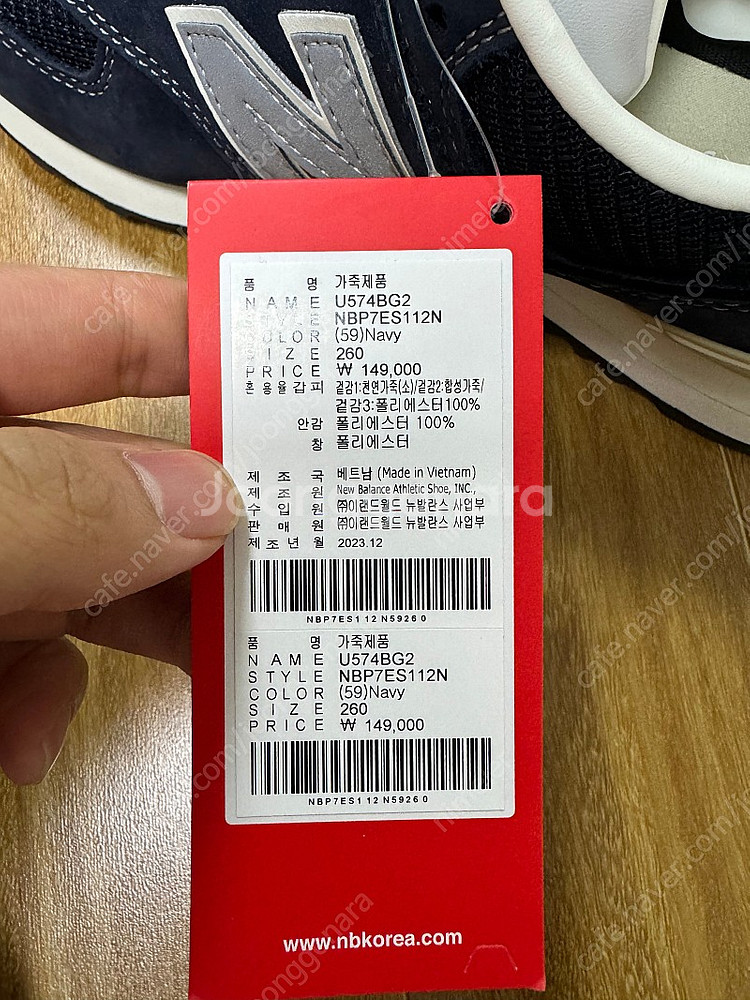 N
품 명 가죽제품
NAME U574BG2
STYLE NBP7ES112N
COLOR (59)Navy
SIZE 260
PRICE ₩ 149,000
혼용율갑피 겉감1:천연가죽(소)/겉감2:합성가죽/
겉감3:폴리에스터100%
안감 폴리에스터 100%
창 폴리에스터
제조국 베트남 (Made in Vietnam)
제조원 New Balance Athletic Shoe, INC.,
수입원 ㈜이랜드월드 뉴발란스 사업부
판매원 ㈜이랜드월드 뉴발란스 사업부
제조년월 2023.12
NBP7ES112N59260
품 명 가죽제품
NAME U574BG2
STYLE NBP7ES112N
COLOR (59)Navy
SIZE 260
PRICE ₩ 149,000
NBP7ES112N59260
www.nbkorea.com
Joonggonara